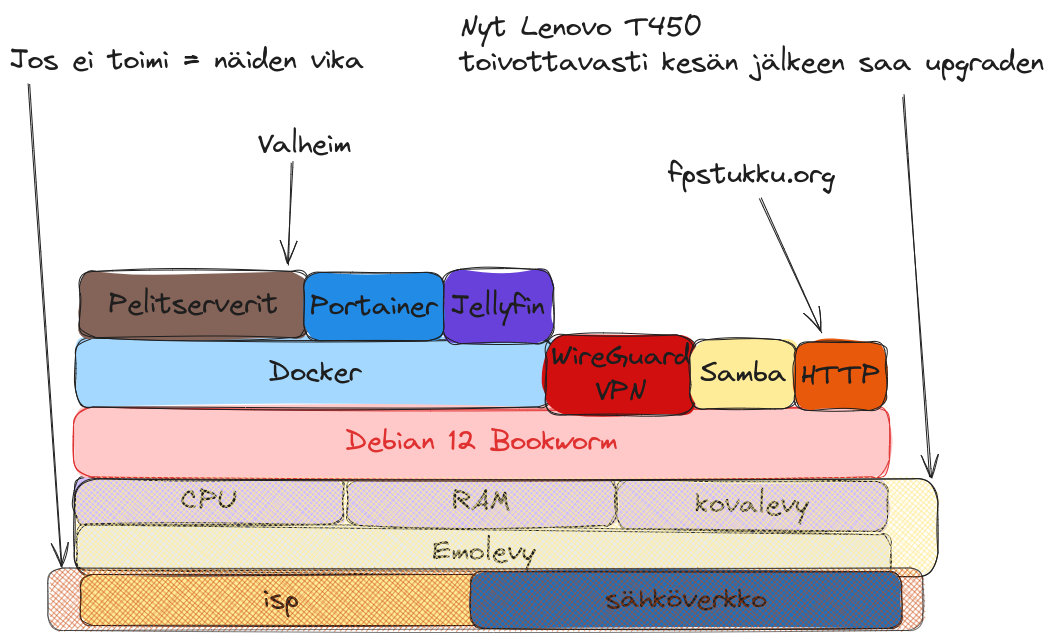 Nyt Lenovo T450
Jos ei toimi = näiden vika
toivottavasti kesän jälkeen saa upgraden
Valheim
fpstukku.org
Pelitserverit
Portainer
Jellyfin
Docker
WireGuard
VPN
Samba
HTTP
Debian 12 Bookworm
CPU
RAM
kovalevy
Emolevy
isp
sähköverkko